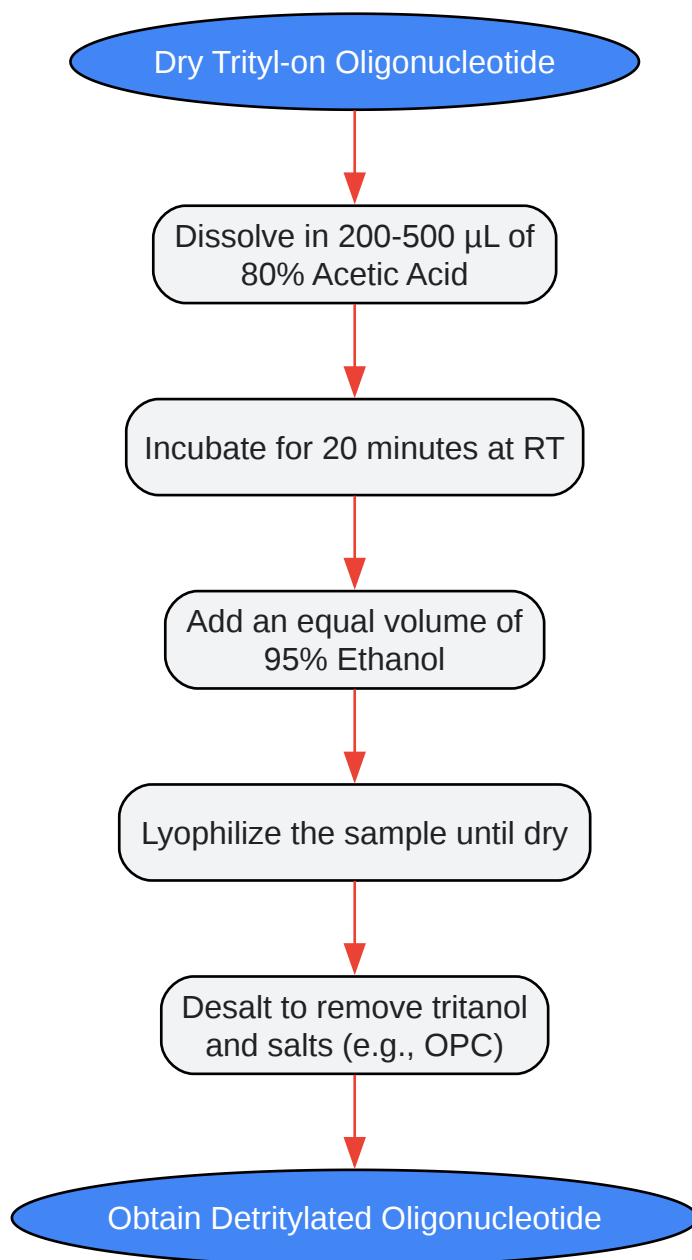 Dry Trityl-on Oligonucleotide
Dissolve in 200-500 µL of
80% Acetic Acid
Incubate for 20 minutes at RT
Add an equal volume of
95% Ethanol
Lyophilize the sample until dry
Desalt to remove tritanol
and salts (e.g., OPC)
Obtain Detritylated Oligonucleotide